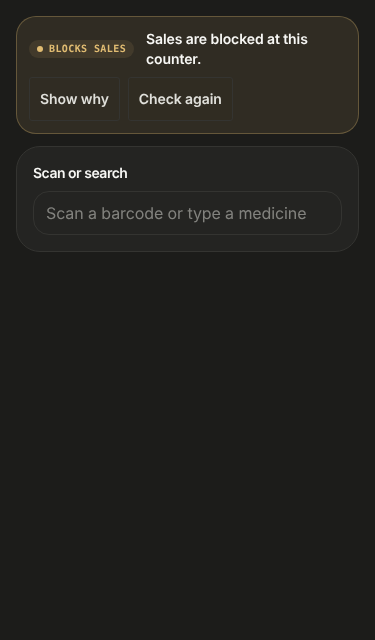 BLOCKS SALES
Sales are blocked at this
counter.
Show why
Check again
Scan or search
Scan a barcode or type a medicine